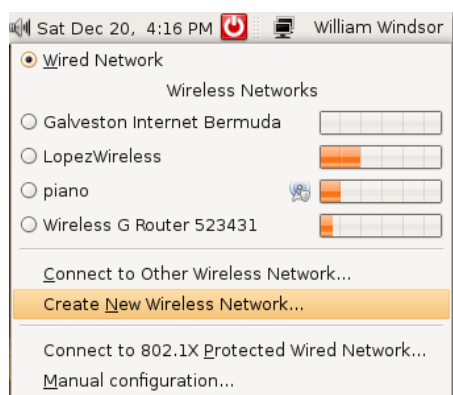 Sat Dec 20, 4:16 PM William Windsor
Wired Network
Wireless Networks
Galveston Internet Bermuda
LopezWireless
piano
Wireless G Router 523431
Connect to Other Wireless Network...
Create New Wireless Network...
Connect to 802.1X Protected Wired Network...
Manual configuration...